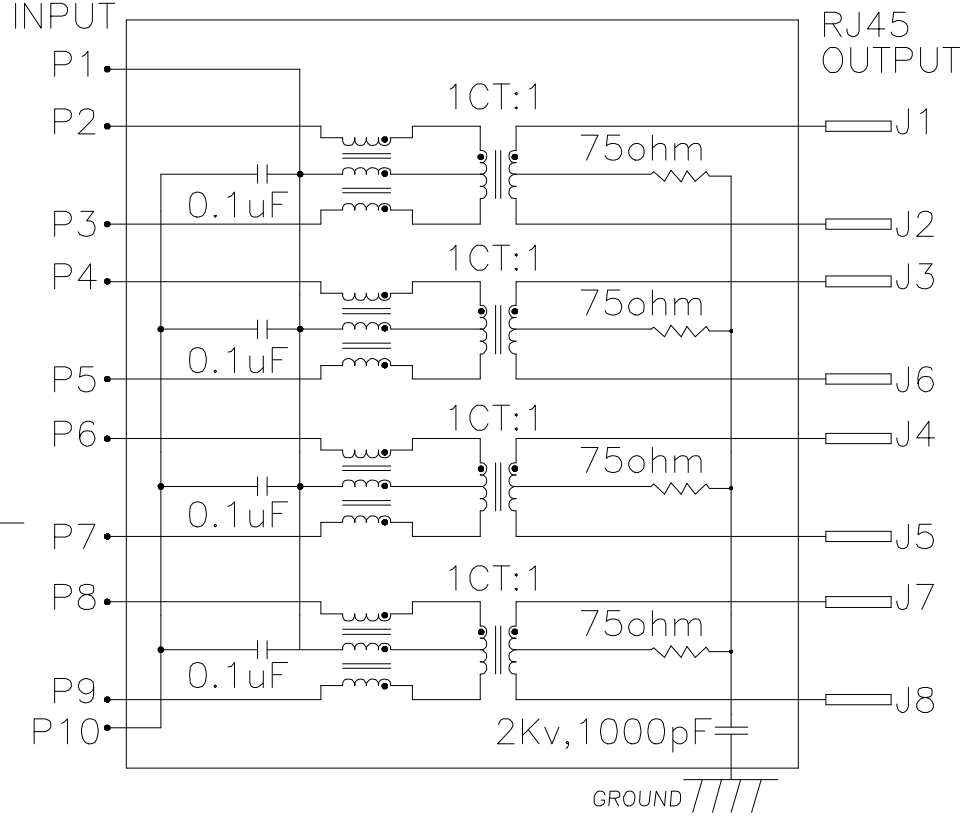 INPUT
RJ45
OUTPUT
P1
1CT:1
P2
J1
75ohm
0.1uF
P3
J2
1CT:1
P4
J3
75ohm
0.1uF
P5
J6
1CT:1
P6
J4
75ohm
0.1uF
P7
J5
1CT:1
P8
J7
75ohm
0.1uF
P9
J8
P10
2Kv,1000pF
GROUND